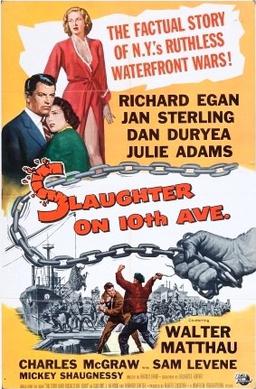 THE FACTUAL STORY
OF N.Y.'s RUTHLESS
WATERFRONT WARS!
RICHARD EGAN
JAN STERLING
DAN DURYEA
JULIE ADAMS
SLAUGHTER
ON 10th AVE.
WALTER
MATTHAU
CHARLES McGRAW
SAM LEVENE
MICKEY SHAUGNESSY